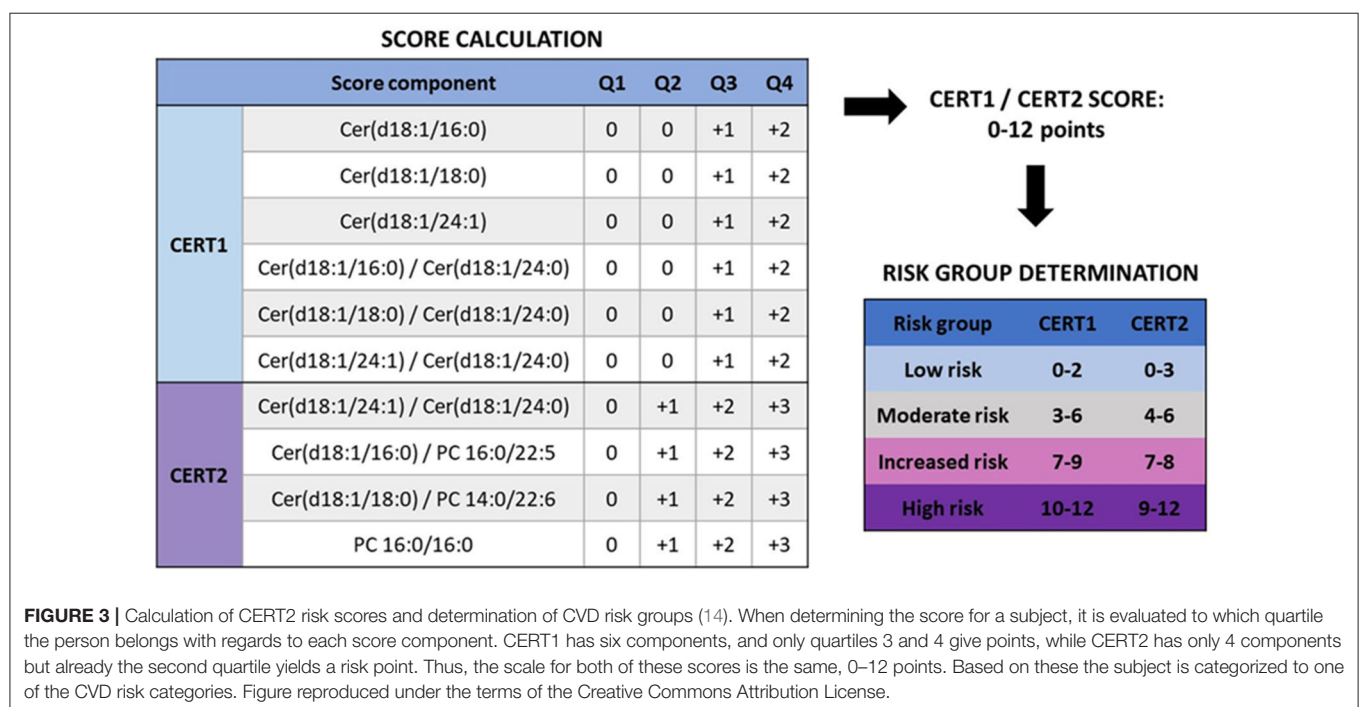 SCORE CALCULATION
Score component Q1 Q2 Q3 Q4
CERT1
Cer(d18:1/16:0) 0 0 +1 +2
Cer(d18:1/18:0) 0 0 +1 +2
Cer(d18:1/24:1) 0 0 +1 +2
Cer(d18:1/16:0) / Cer(d18:1/24:0) 0 0 +1 +2
Cer(d18:1/18:0) / Cer(d18:1/24:0) 0 0 +1 +2
Cer(d18:1/24:1) / Cer(d18:1/24:0) 0 0 +1 +2
CERT2
Cer(d18:1/24:1) / Cer(d18:1/24:0) 0 +1 +2 +3
Cer(d18:1/16:0) / PC 16:0/22:5 0 +1 +2 +3
Cer(d18:1/18:0) / PC 14:0/22:6 0 +1 +2 +3
PC 16:0/16:0 0 +1 +2 +3
CERT1 / CERT2 SCORE:
0-12 points
RISK GROUP DETERMINATION
Risk group CERT1 CERT2
Low risk 0-2 0-3
Moderate risk 3-6 4-6
Increased risk 7-9 7-8
High risk 10-12 9-12
FIGURE 3 | Calculation of CERT2 risk scores and determination of CVD risk groups (14). When determining the score for a subject, it is evaluated to which quartile
the person belongs with regards to each score component. CERT1 has six components, and only quartiles 3 and 4 give points, while CERT2 has only 4 components
but already the second quartile yields a risk point. Thus, the scale for both of these scores is the same, 0–12 points. Based on these the subject is categorized to one
of the CVD risk categories. Figure reproduced under the terms of the Creative Commons Attribution License.